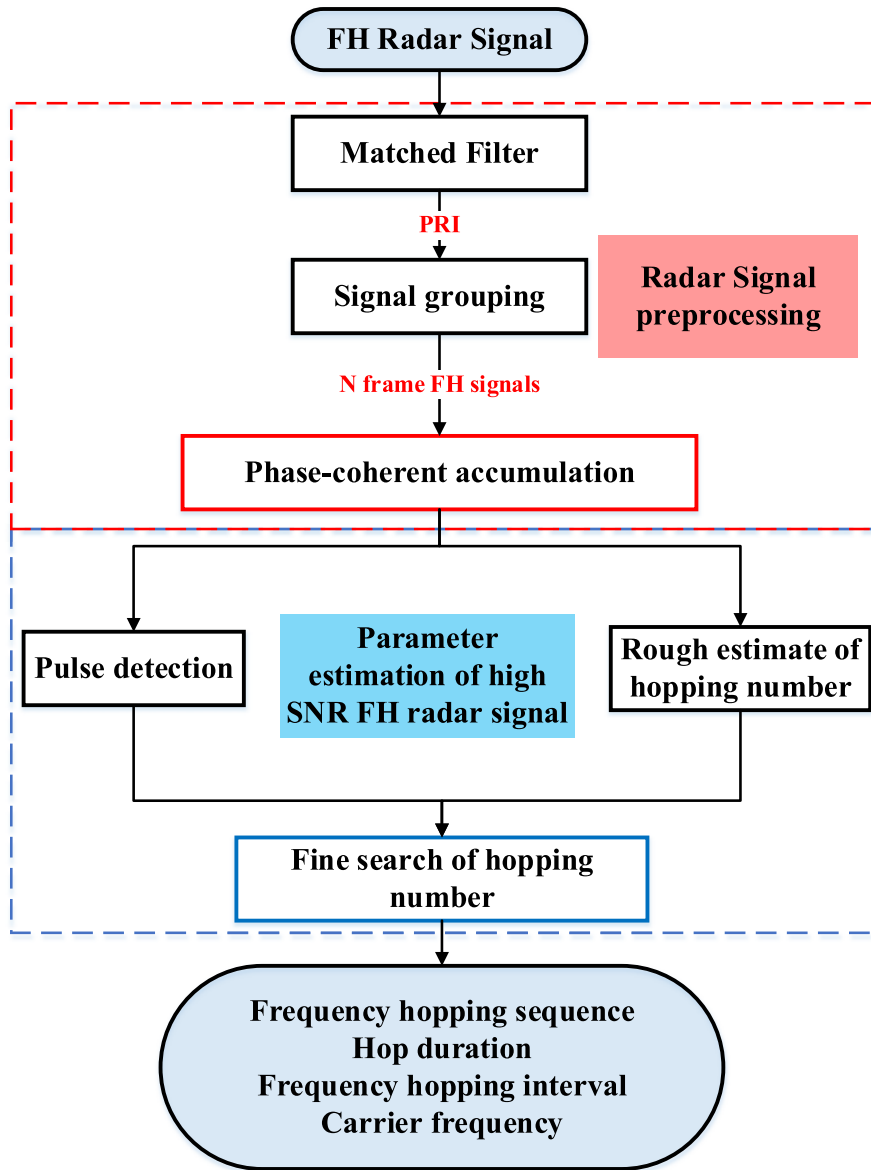 FH Radar Signal
Matched Filter
PRI
Signal grouping
Radar Signal
preprocessing
N frame FH signals
Phase-coherent accumulation
Pulse detection
Parameter
estimation of high
SNR FH radar signal
Rough estimate of
hopping number
Fine search of hopping
number
Frequency hopping sequence
Hop duration
Frequency hopping interval
Carrier frequency